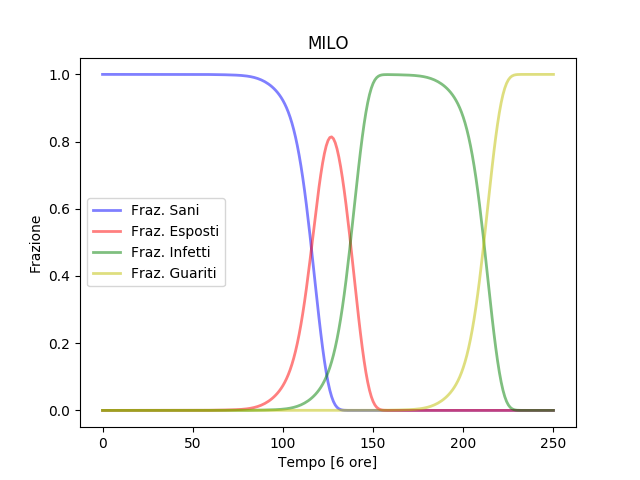 MILO
1.0
0.8
0.6
0.4
0.2
0.0
Frazione
Fraz. Sani
Fraz. Esposti
Fraz. Infetti
Fraz. Guariti
0 50 100 150 200 250
Tempo [6 ore]